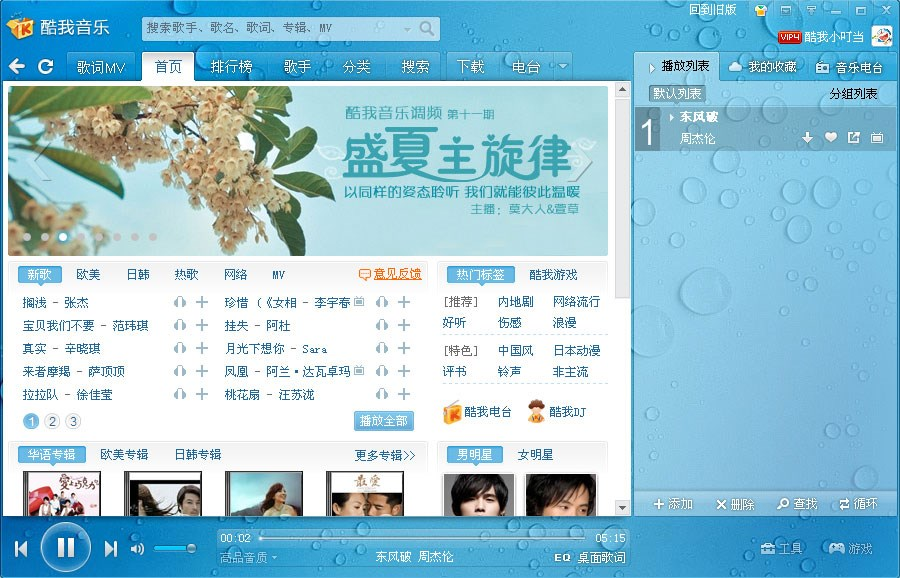 回到旧版
酷我音乐
搜索歌手、歌名、歌词、专辑、MV
VIP4 酷我小叮当
歌词MV 首页 排行榜 歌手 分类 搜索 下载 电台
播放列表 我的收藏 音乐电台
默认列表 分组列表
1 东风破
周杰伦
酷我音乐调频 第十一期
盛夏主旋律
以同样的姿态聆听 我们就能彼此温暖
主播：莫大人&萱草
新歌 欧美 日韩 热歌 网络 MV 意见反馈
搁浅 - 张杰 珍惜（《女相 - 李宇春
宝贝我们不要 - 范玮琪 挂失 - 阿杜
真实 - 辛晓琪 月光下想你 - Sara
来者摩羯 - 萨顶顶 凤凰 - 阿兰·达瓦卓玛
拉拉队 - 徐佳莹 桃花扇 - 汪苏泷
1 2 3 播放全部
热门标签 酷我游戏
[推荐] 内地剧 网络流行
好听 伤感 浪漫
[特色] 中国风 日本动漫
评书 铃声 非主流
酷我电台 酷我DJ
华语专辑 欧美专辑 日韩专辑 更多专辑>>
男明星 女明星
最爱
添加 删除 查找 循环
00:02 05:15
高品音质 东风破 周杰伦 EQ 桌面歌词
工具 游戏